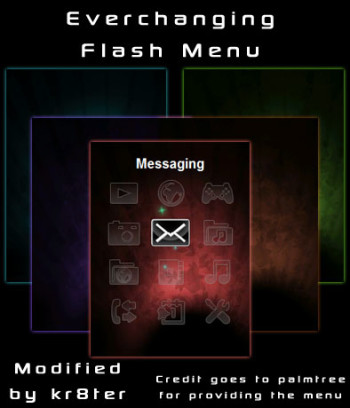 Everchanging
Flash Menu
Messaging
Modified
by kr8ter
Credit goes to palmtree
for providing the menu